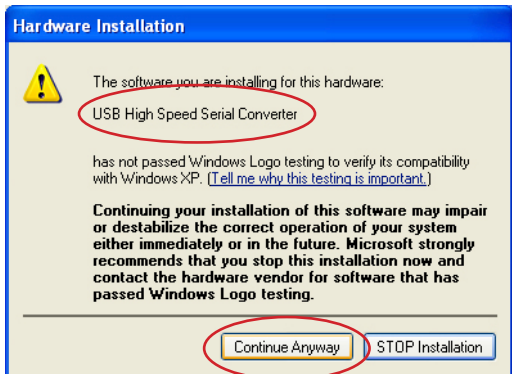 Hardware Installation
The software you are installing for this hardware:
USB High Speed Serial Converter
has not passed Windows Logo testing to verify its compatibility
with Windows XP. (Tell me why this testing is important.)
Continuing your installation of this software may impair
or destabilize the correct operation of your system
either immediately or in the future. Microsoft strongly
recommends that you stop this installation now and
contact the hardware vendor for software that has
passed Windows Logo testing.
Continue Anyway STOP Installation